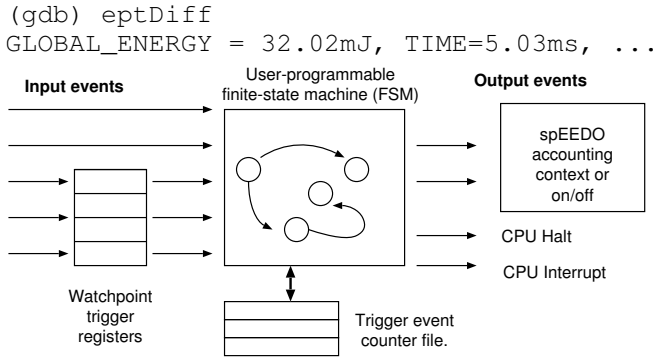 (gdb) eptDiff
GLOBAL_ENERGY = 32.02mJ, TIME=5.03ms, ...
Input events
User-programmable
finite-state machine (FSM)
Output events
spEEDO
accounting
context or
on/off
CPU Halt
CPU Interrupt
Watchpoint
trigger
registers
Trigger event
counter file.